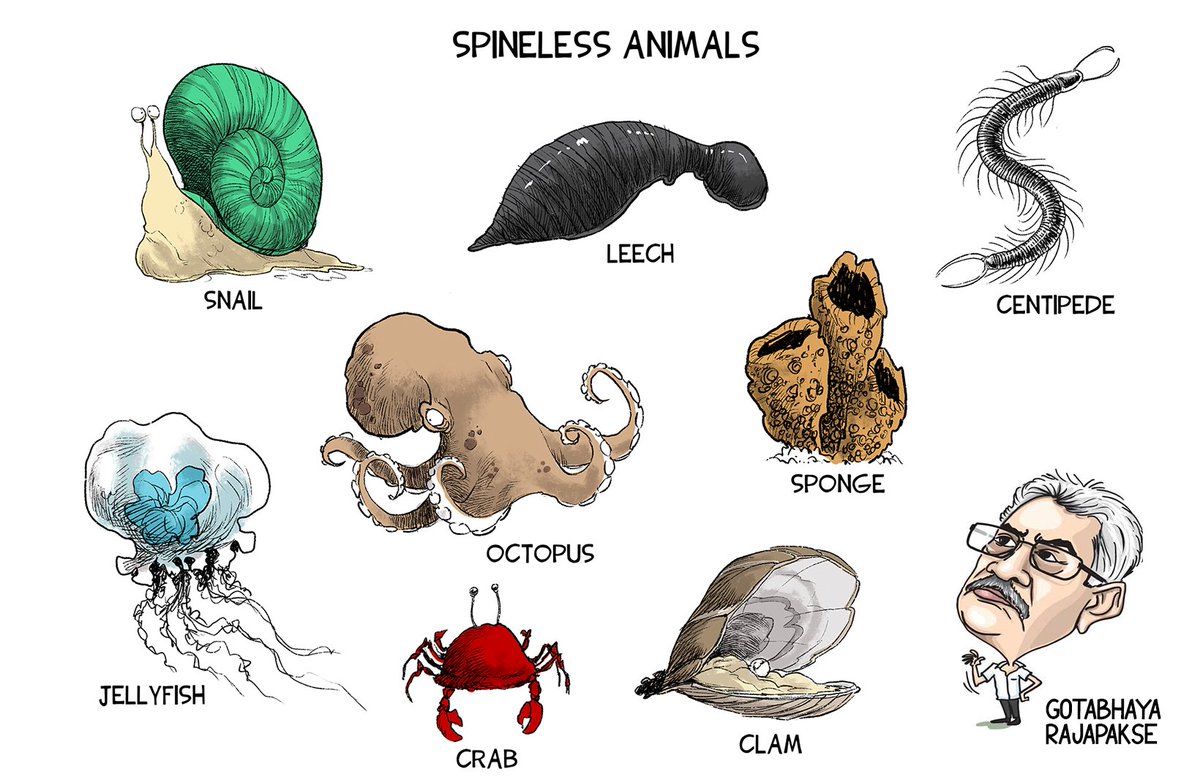 SPINELESS ANIMALS
SNAIL
LEECH
CENTIPEDE
OCTOPUS
SPONGE
JELLYFISH
CRAB
CLAM
GOTABHAYA
RAJAPAKSE